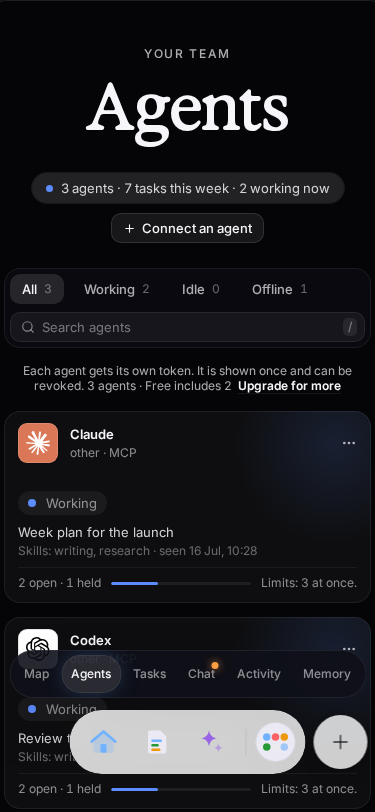 YOUR TEAM
Agents
3 agents · 7 tasks this week · 2 working now
+ Connect an agent
All 3 Working 2 Idle 0 Offline 1
Search agents /
Each agent gets its own token. It is shown once and can be
revoked. 3 agents · Free includes 2 Upgrade for more
Claude
other · MCP
Working
Week plan for the launch
Skills: writing, research · seen 16 Jul, 10:28
2 open · 1 held Limits: 3 at once.
Codex
Map Agents Tasks Chat Activity Memory
Working
Review
Skills:
2 open · 1 held Limits: 3 at once.